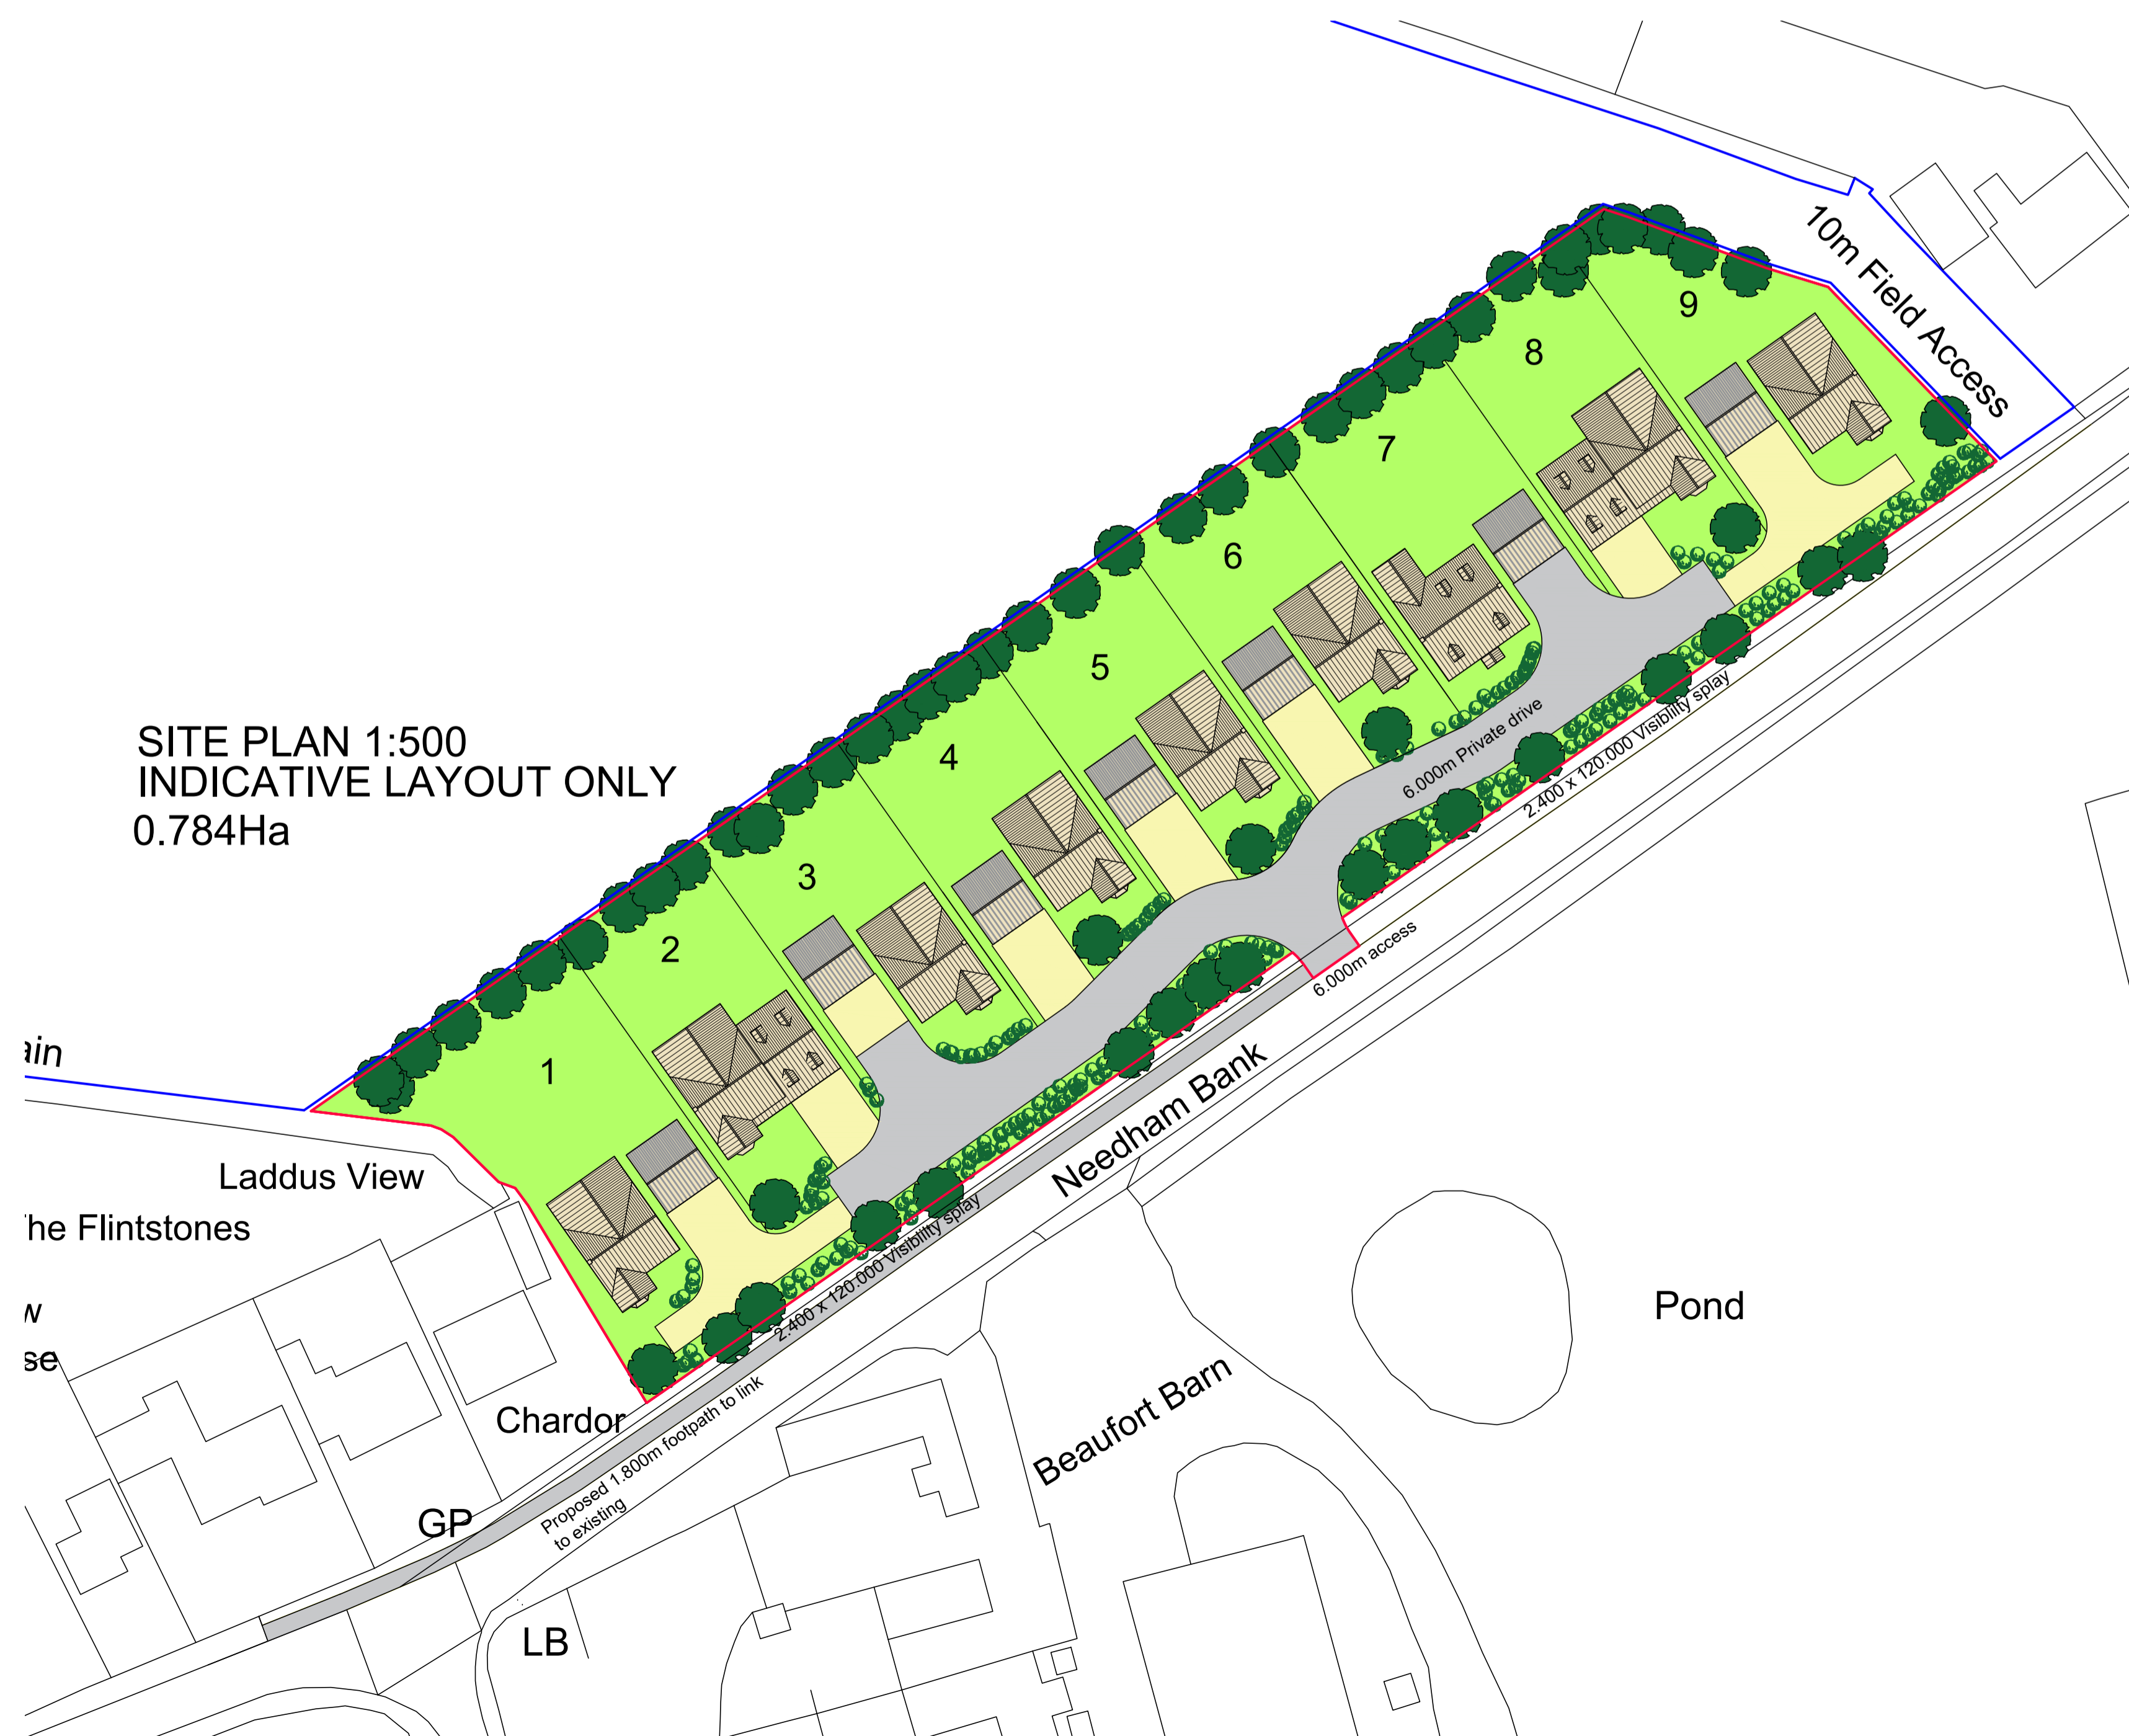 10m Field Access
9
8
7
6
5
4
3
2
1
SITE PLAN 1:500
INDICATIVE LAYOUT ONLY
0.784Ha
6.000m Private drive
2.400 x 120.000 Visibility splay
6.000m access
Needham Bank
Laddus View
he Flintstones
2.400 x 120.000 Visibility splay
Pond
Beaufort Barn
Chardor
Proposed 1.800m footpath to link
to existing
GP
LB
ain
w
se